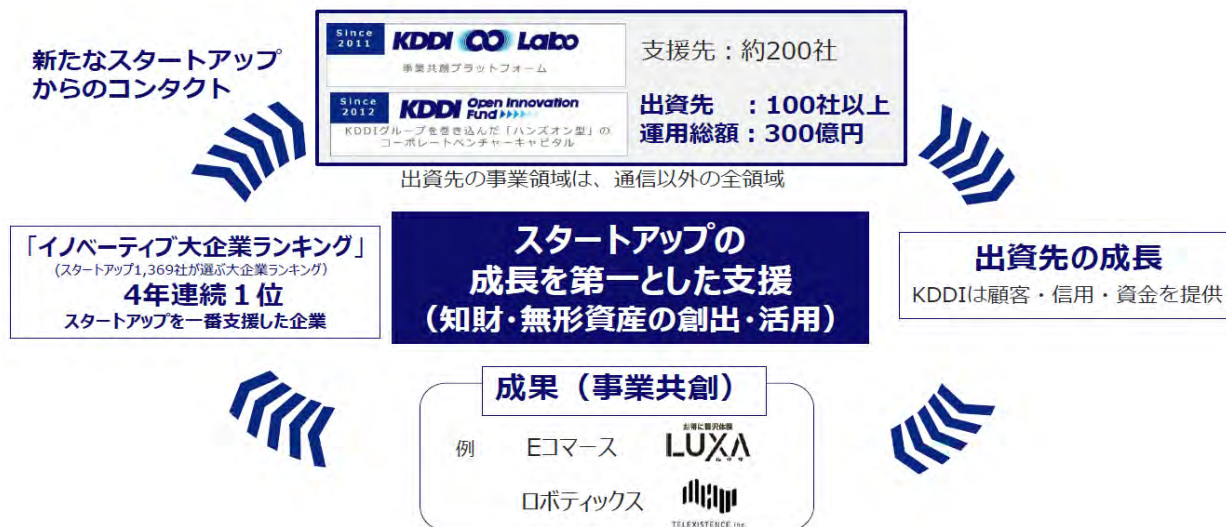 新たなスタートアップ
からのコンタクト
Since
2011
KDDI ∞ Labo
事業共創プラットフォーム
Since
2012
KDDI Open Innovation
Fund
KDDIグループを巻き込んだ「ハンズオン型」の
コーポレートベンチャーキャピタル
支援先：約200社
出資先　：100社以上
運用総額：300億円
出資先の事業領域は、通信以外の全領域
「イノベーティブ大企業ランキング」
(スタートアップ1,369社が選ぶ大企業ランキング)
4年連続１位
スタートアップを一番支援した企業
スタートアップの
成長を第一とした支援
（知財･無形資産の創出･活用）
出資先の成長
KDDIは顧客・信用・資金を提供
成果（事業共創）
例　Eコマース
お得に贅沢体験
LUXA
ルクサ
ロボティックス
TELEXISTENCE inc.